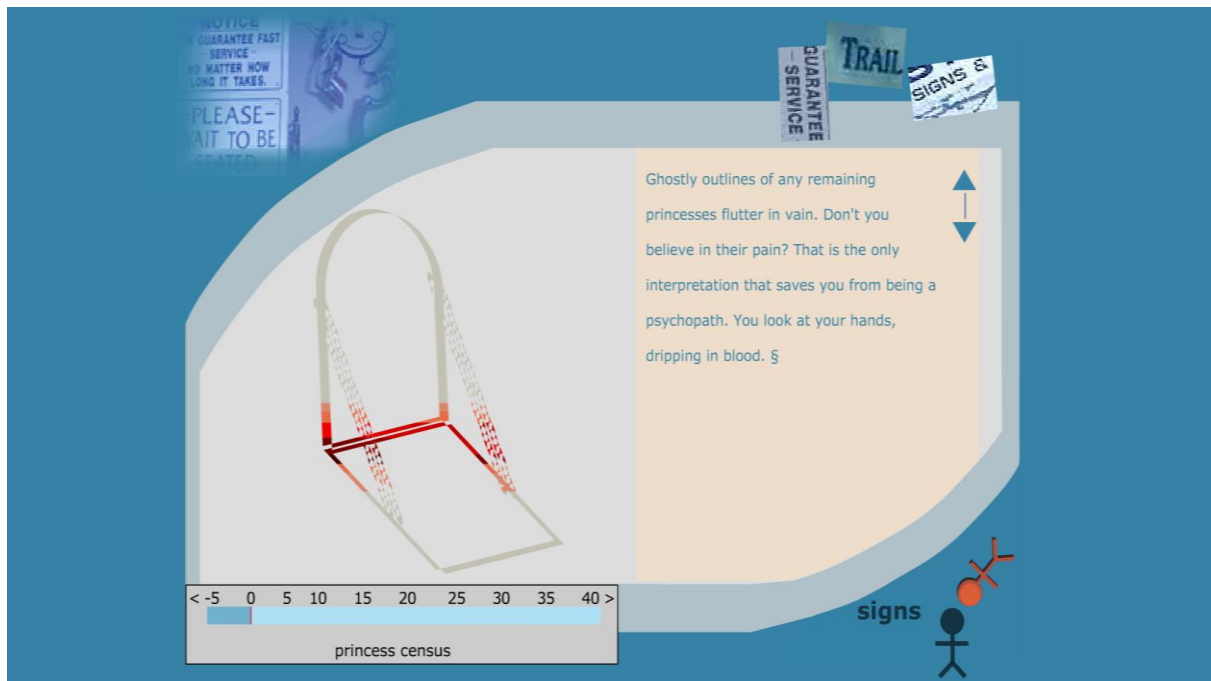 NOTICE
GUARANTEE FAST
- SERVICE -
NO MATTER HOW
LONG IT TAKES.
-PLEASE-
WAIT TO BE
SEATED
GUARANTEE
- SERVICE
TRAIL
SIGNS &
Ghostly outlines of any remaining
princesses flutter in vain. Don't you
believe in their pain? That is the only
interpretation that saves you from being a
psychopath. You look at your hands,
dripping in blood. §
signs
< -5 0 5 10 15 20 25 30 35 40 >
princess census